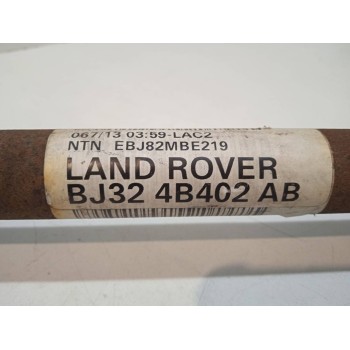 067/13 03:59-LAC2
NTN EBJ82MBE219
LAND ROVER
BJ32 4B402 AB